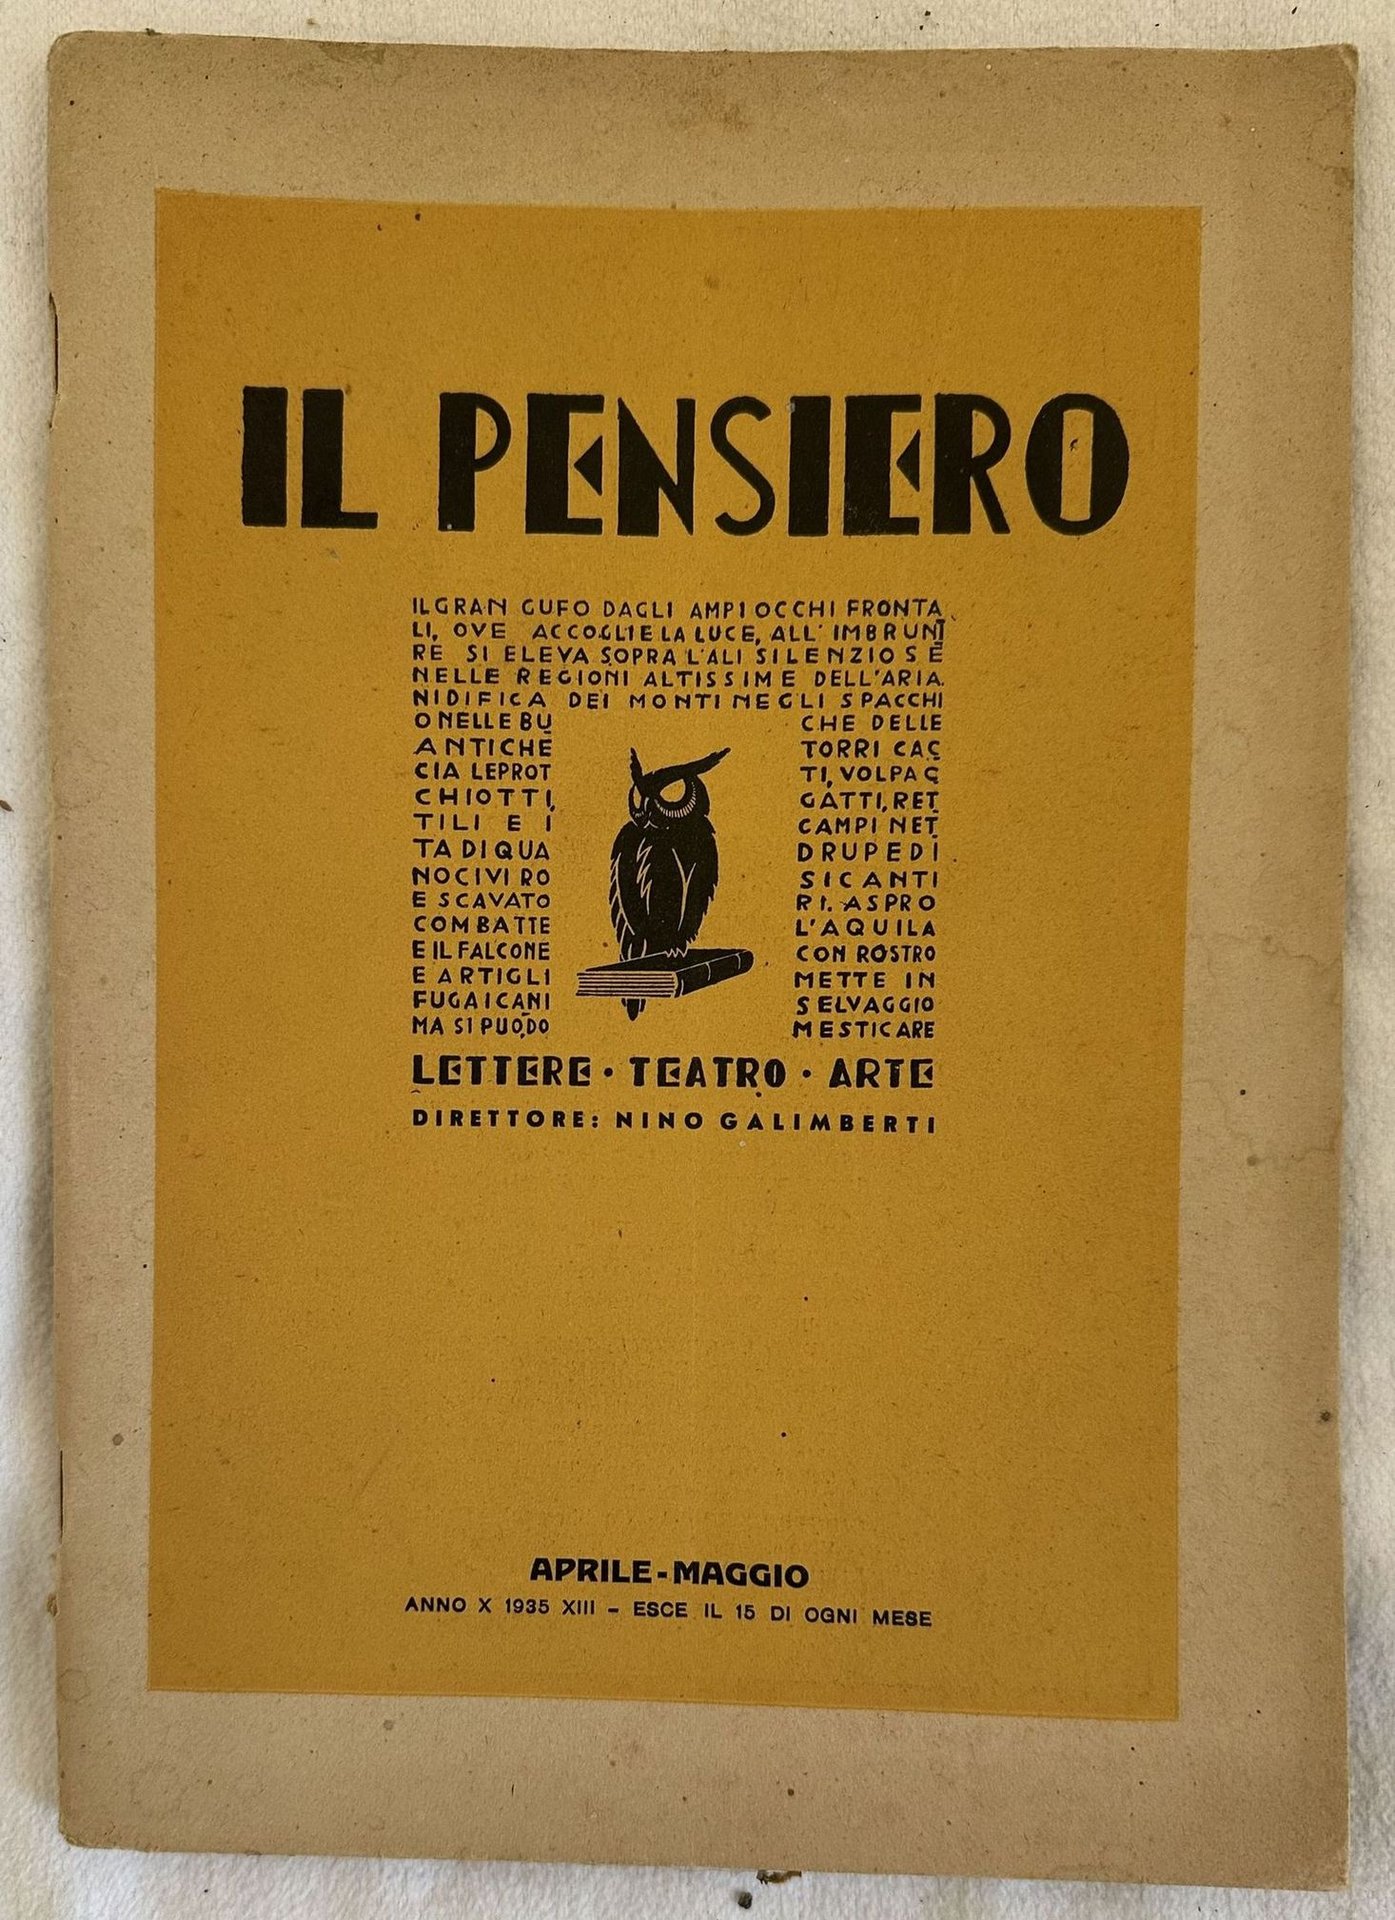 IL PENSIERO
IL GRAN GUFO DAGLI AMPI OCCHI FRONTA
LI, OVE ACCOGLIE LA LUCE, ALL' IMBRUNI
RE SI ELEVA SOPRA L'ALI SILENZIOSE
NELLE REGIONI ALTISSIME DELL'ARIA.
NIDIFICA DEI MONTI NEGLI SPACCHI
O NELLE BU CHE DELLE
ANTICHE TORRI CAC
CIA LEPROT TI, VOLPAC
CHIOTTI, GATTI, RET
TILI E I CAMPI NET
TA DI QUA DRUPEDI
NOCIVI RO SICANTI
E SCAVATO RI. ASPRO
COMBATTE L'AQUILA
E IL FALCONE CON ROSTRO
E ARTIGLI METTE IN
FUGA I CANI SELVAGGIO
MA SI PUO, DO MESTICARE
LETTERE · TEATRO · ARTE
DIRETTORE: NINO GALIMBERTI
APRILE-MAGGIO
ANNO X 1935 XIII – ESCE IL 15 DI OGNI MESE